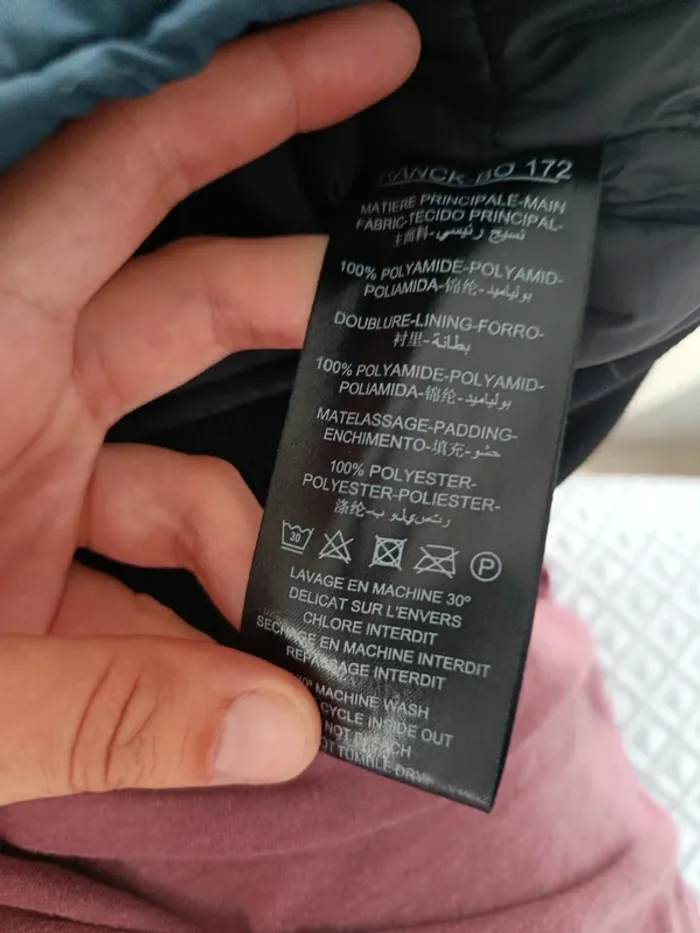 BO 172
MATIERE PRINCIPALE-MAIN
FABRIC-TECIDO PRINCIPAL-
主面料-نسيج رئيسي
100% POLYAMIDE-POLYAMID-
POLIAMIDA-锦纶-بولياميد
DOUBLURE-LINING-FORRO-
衬里-بطانة
100% POLYAMIDE-POLYAMID-
POLIAMIDA-锦纶-بولياميد
MATELASSAGE-PADDING-
ENCHIMENTO-填充-حشو
100% POLYESTER-
POLYESTER-POLIESTER-
涤纶-
30
P
LAVAGE EN MACHINE 30°
DELICAT SUR L'ENVERS
CHLORE INTERDIT
SECHAGE EN MACHINE INTERDIT
REPASSAGE INTERDIT
MACHINE WASH
CYCLE INSIDE OUT
NOT BLEACH
TUMBLE DRY